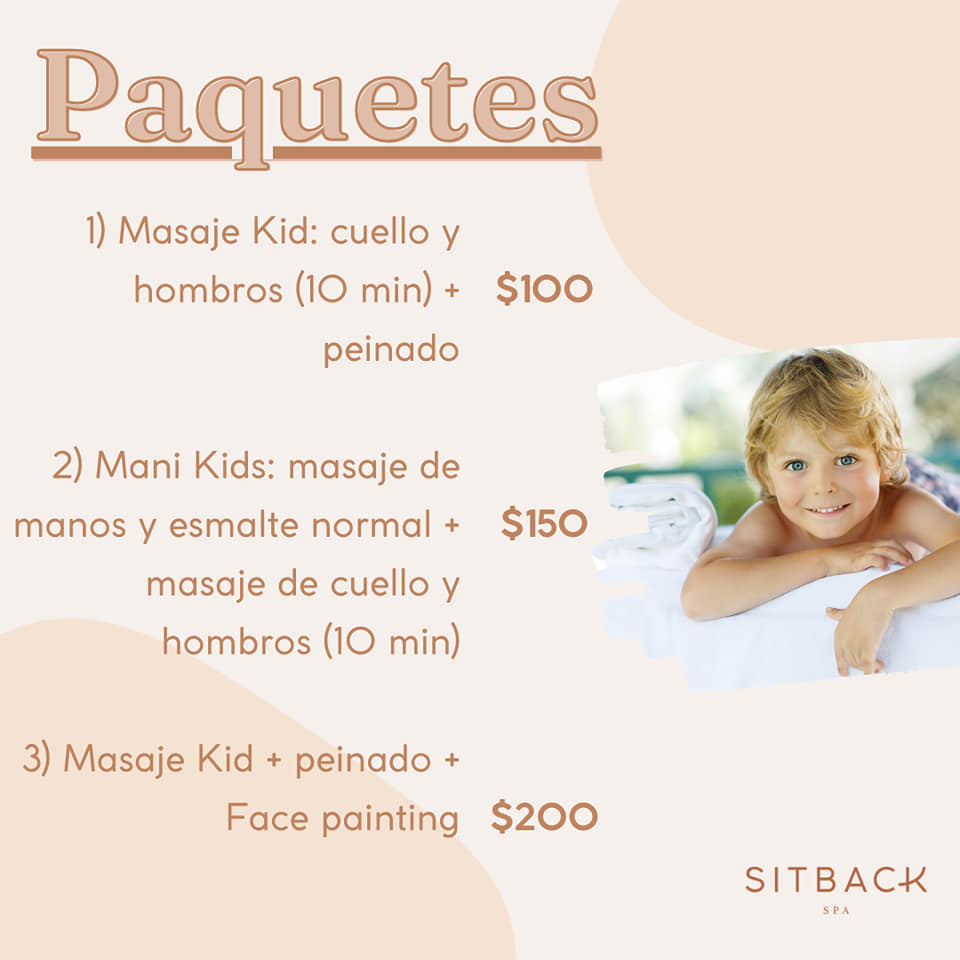 Paquetes
1) Masaje Kid: cuello y
hombros (10 min) +
peinado
$100
2) Mani Kids: masaje de
manos y esmalte normal +
masaje de cuello y
hombros (10 min)
$150
3) Masaje Kid + peinado +
Face painting
$200
SITBACK
SPA